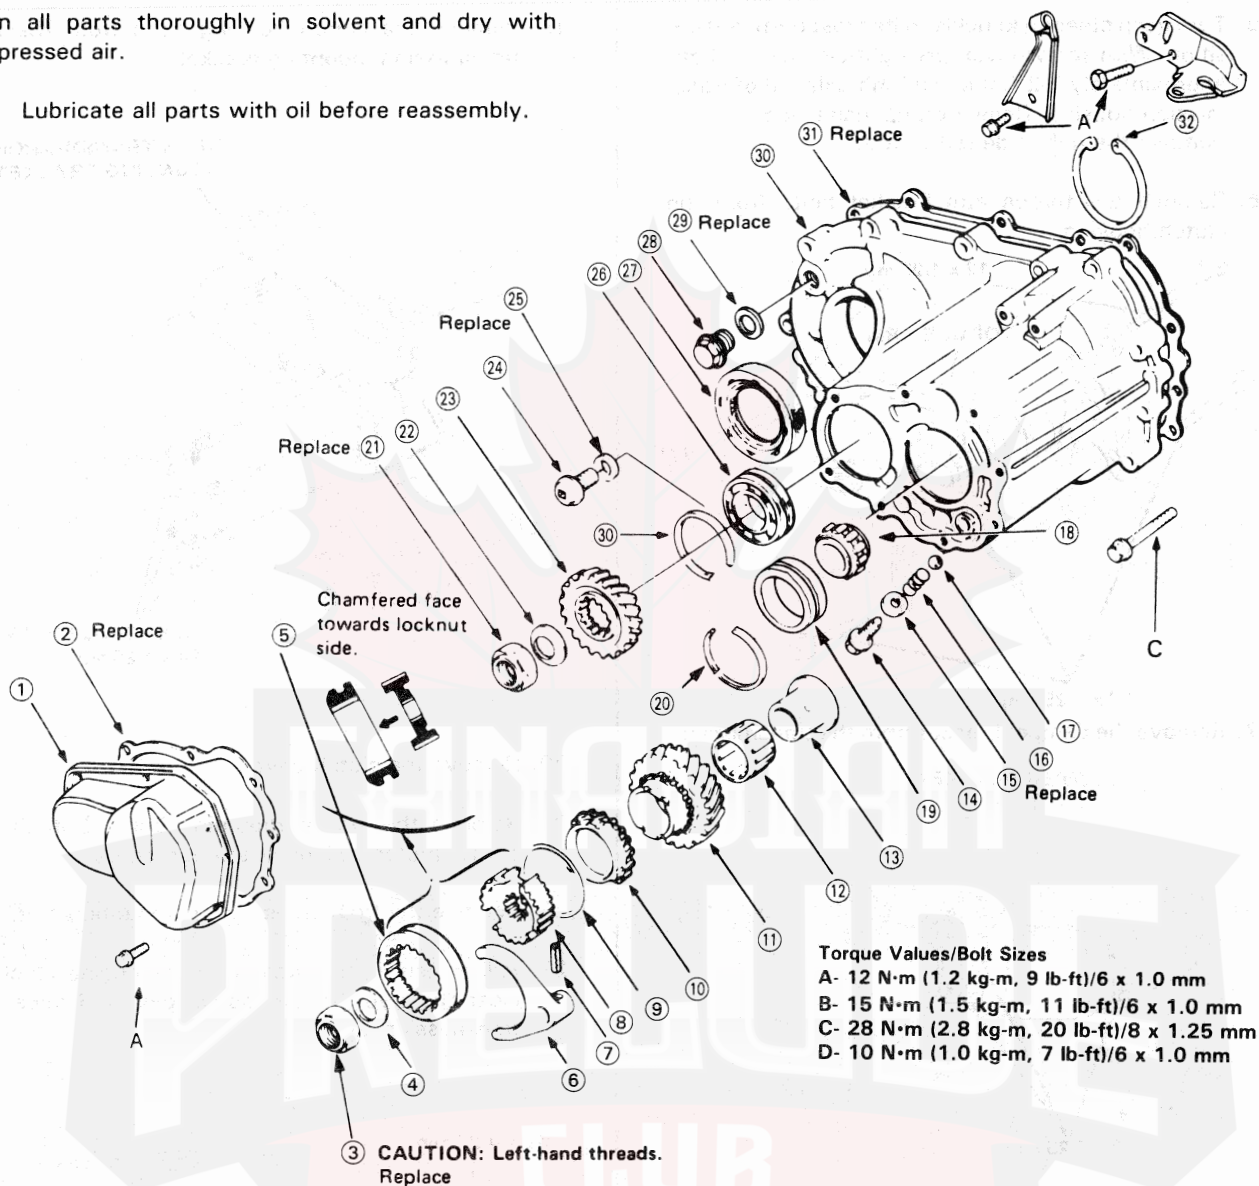 n all parts thoroughly in solvent and dry with
pressed air.
Lubricate all parts with oil before reassembly.
A
32
31 Replace
30
29 Replace
28
27
26
25
Replace
24
23
22
Replace 21
30
18
17
16
15 Replace
14
19
20
C
Chamfered face
towards locknut
side.
5
2 Replace
1
13
12
11
10
9
8
7
6
4
A
3 CAUTION: Left-hand threads.
Replace
Torque Values/Bolt Sizes
A- 12 N·m (1.2 kg-m, 9 lb-ft)/6 x 1.0 mm
B- 15 N·m (1.5 kg-m, 11 lb-ft)/6 x 1.0 mm
C- 28 N·m (2.8 kg-m, 20 lb-ft)/8 x 1.25 mm
D- 10 N·m (1.0 kg-m, 7 lb-ft)/6 x 1.0 mm
CANADIAN
PRELUDE
CLUB